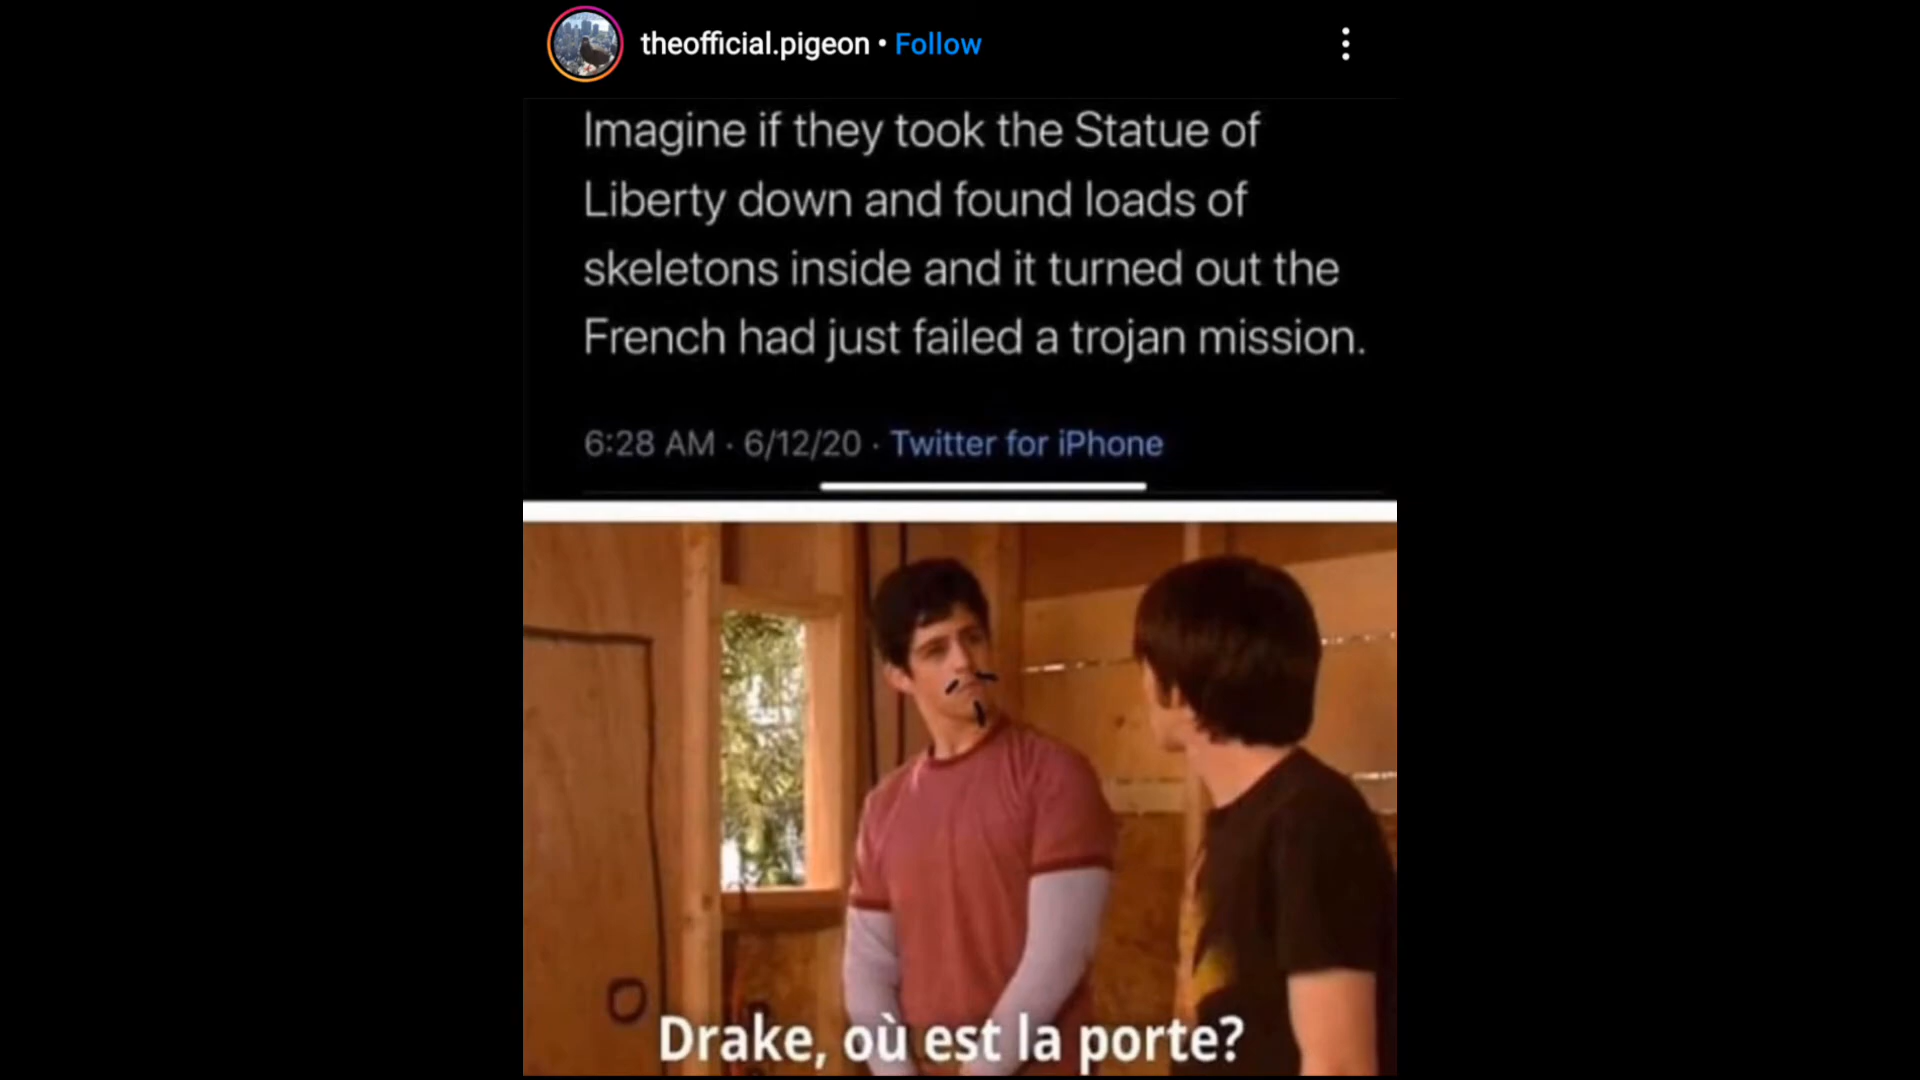 theofficial.pigeon • Follow
Imagine if they took the Statue of
Liberty down and found loads of
skeletons inside and it turned out the
French had just failed a trojan mission.
6:28 AM · 6/12/20 · Twitter for iPhone
Drake, où est la porte?